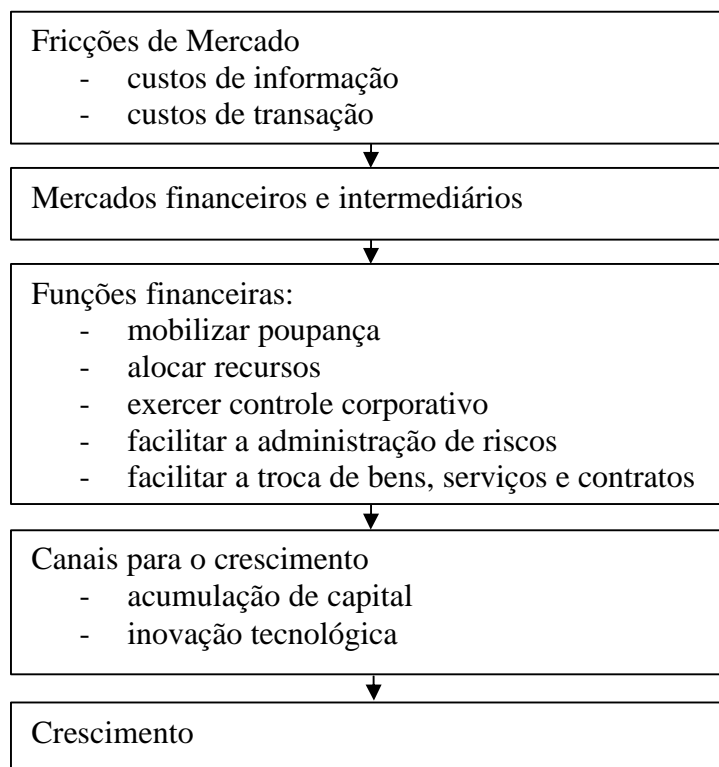 Fricções de Mercado
- custos de informação
- custos de transação
Mercados financeiros e intermediários
Funções financeiras:
- mobilizar poupança
- alocar recursos
- exercer controle corporativo
- facilitar a administração de riscos
- facilitar a troca de bens, serviços e contratos
Canais para o crescimento
- acumulação de capital
- inovação tecnológica
Crescimento